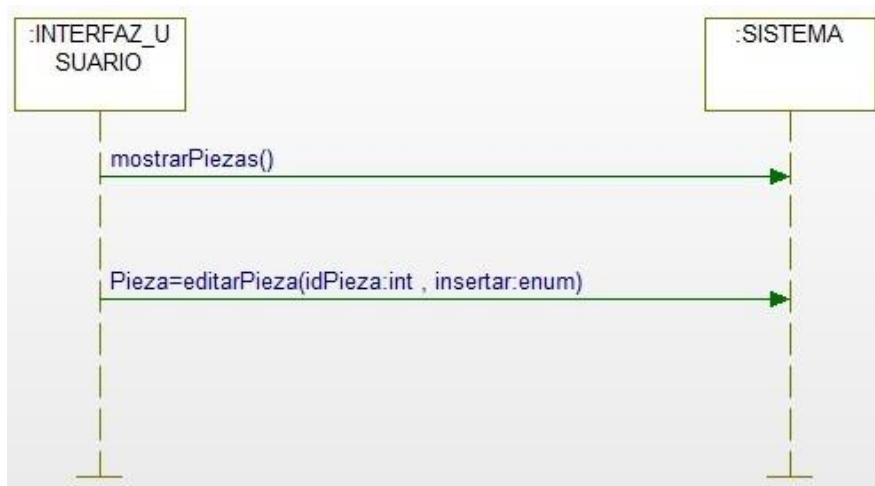 :INTERFAZ_U
SUARIO
:SISTEMA
mostrarPiezas()
Pieza=editarPieza(idPieza:int , insertar:enum)